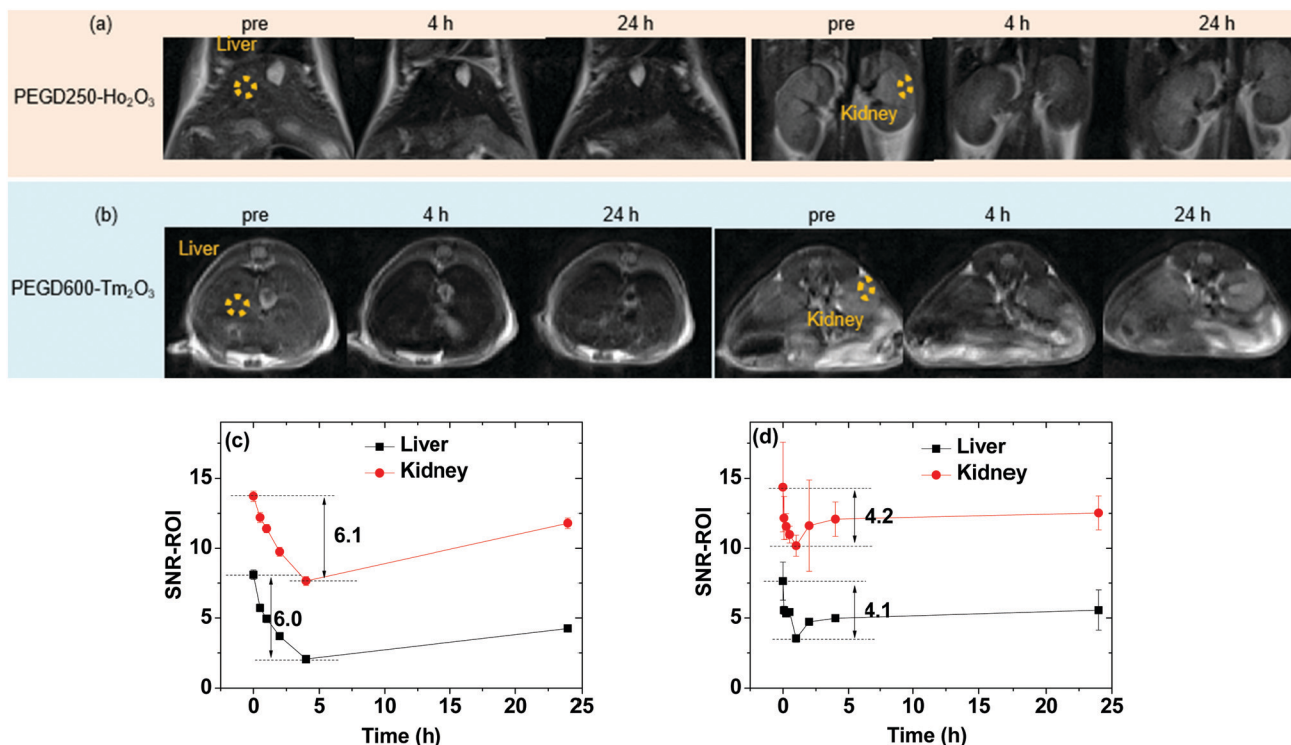 (a) pre 4 h 24 h pre 4 h 24 h
Liver
PEGD250-Ho₂O₃
Kidney
(b) pre 4 h 24 h pre 4 h 24 h
Liver
PEGD600-Tm₂O₃
Kidney
(c)
Liver
Kidney
SNR-ROI
15
10
5
0
6.1
6.0
0 5 10 15 20 25
Time (h)
(d)
Liver
Kidney
SNR-ROI
15
10
5
0
4.2
4.1
0 5 10 15 20 25
Time (h)